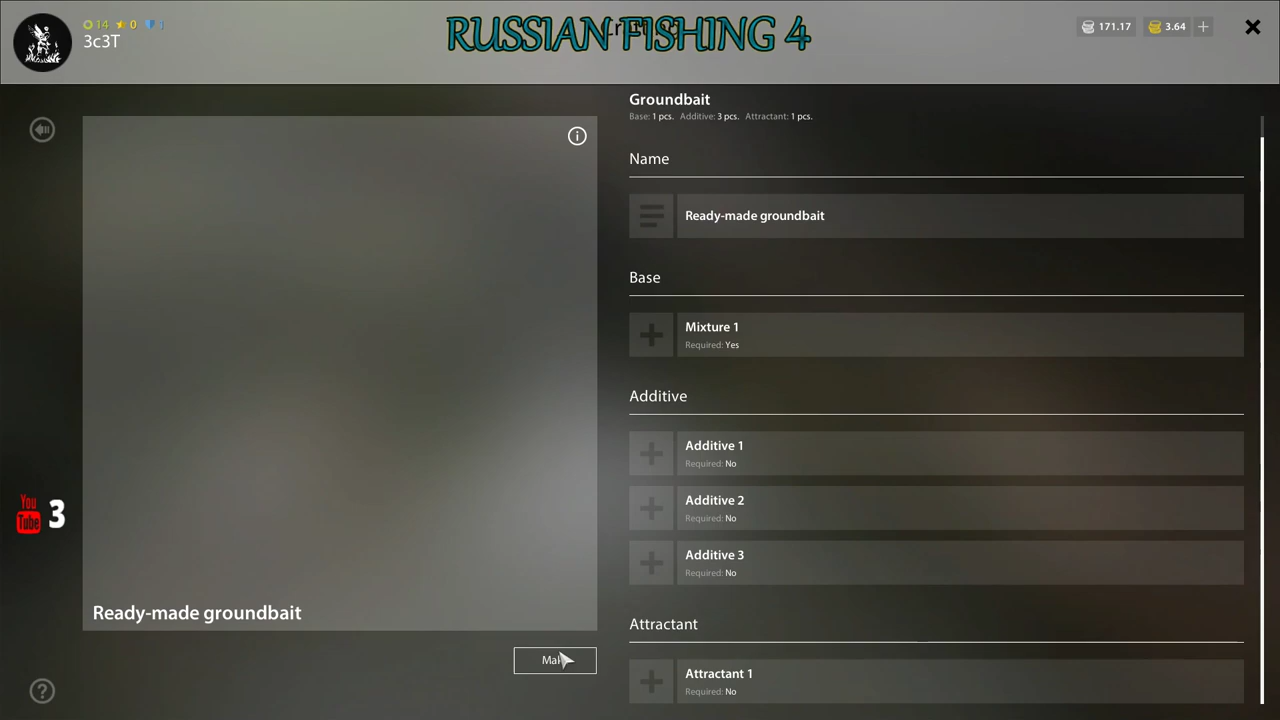 14 0 1
3c3T
RUSSIAN FISHING 4
171.17
3.64
Groundbait
Base: 1 pcs. Additive: 3 pcs. Attractant: 1 pcs.
Name
Ready-made groundbait
Base
Mixture 1
Required: Yes
Additive
Additive 1
Required: No
Additive 2
Required: No
Additive 3
Required: No
Attractant
Attractant 1
Required: No
Ready-made groundbait
You
Tube 3